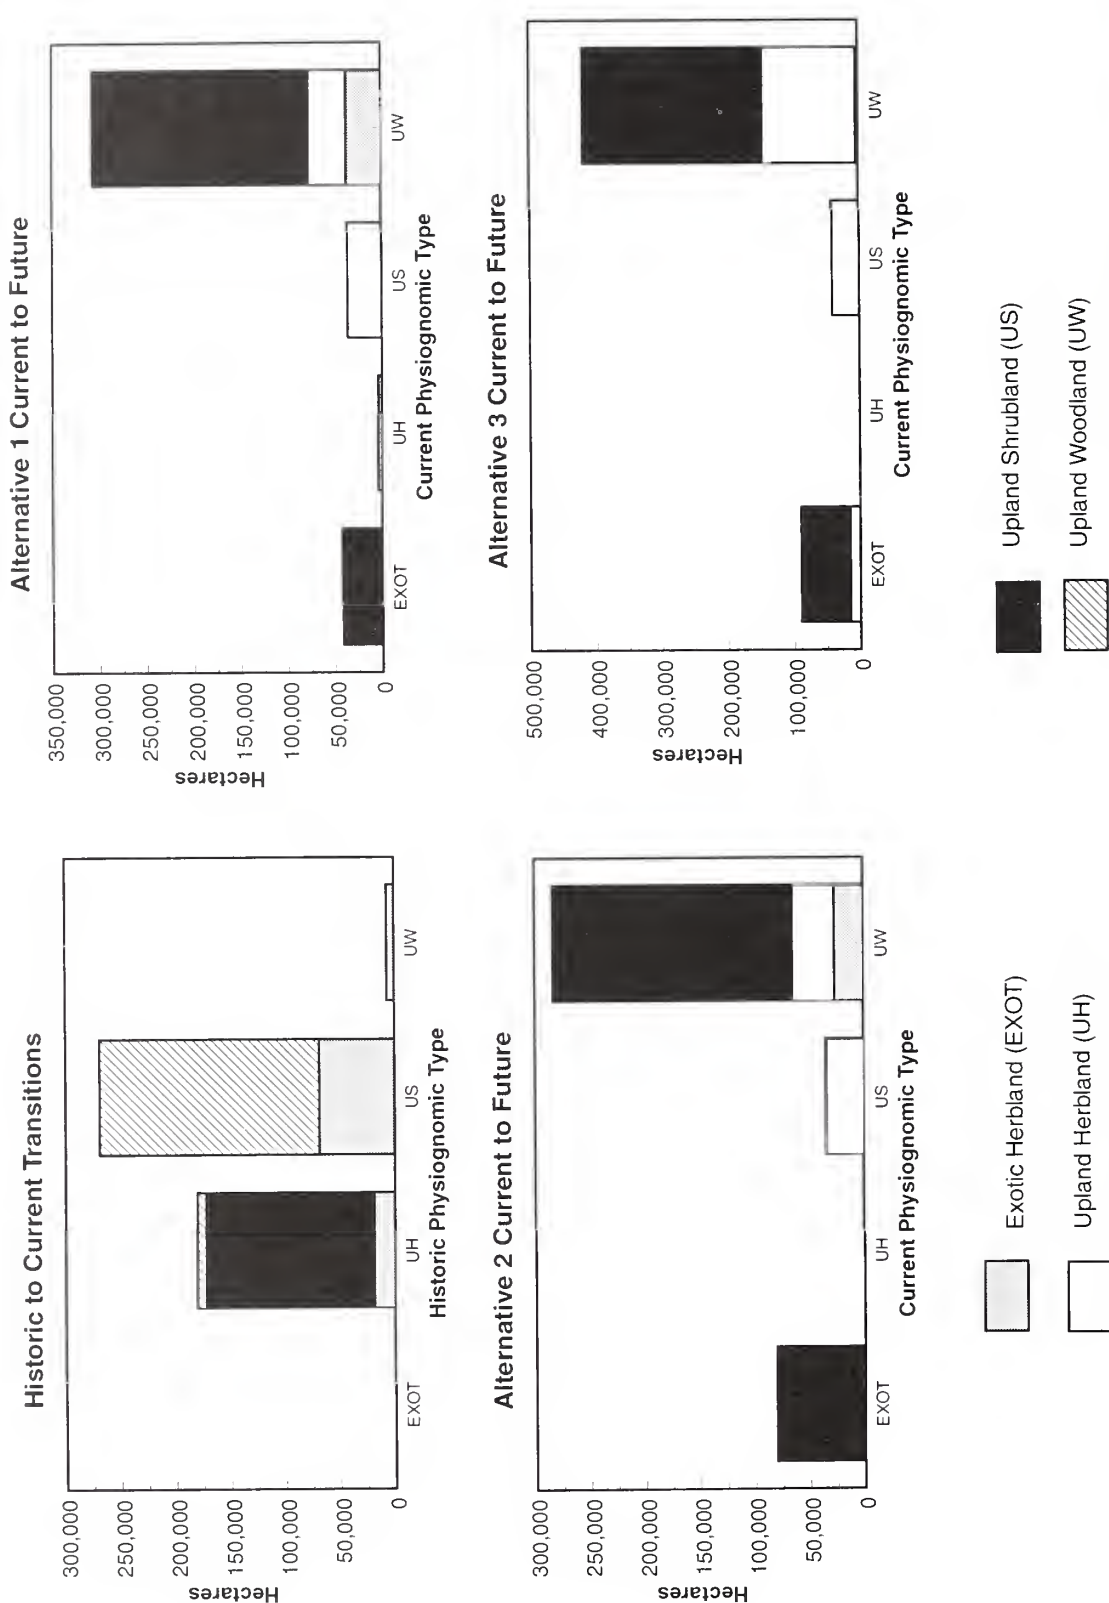 Historic to Current Transitions
Hectares
300,000
250,000
200,000
150,000
100,000
50,000
0
EXOT
UH
US
UW
Historic Physiognomic Type
Alternative 1 Current to Future
Hectares
350,000
300,000
250,000
200,000
150,000
100,000
50,000
0
EXOT
UH
US
UW
Current Physiognomic Type
Alternative 2 Current to Future
Hectares
300,000
250,000
200,000
150,000
100,000
50,000
0
EXOT
UH
US
UW
Current Physiognomic Type
Alternative 3 Current to Future
Hectares
500,000
400,000
300,000
200,000
100,000
0
EXOT
UH
US
UW
Current Physiognomic Type
Exotic Herbland (EXOT)
Upland Herbland (UH)
Upland Shrubland (US)
Upland Woodland (UW)